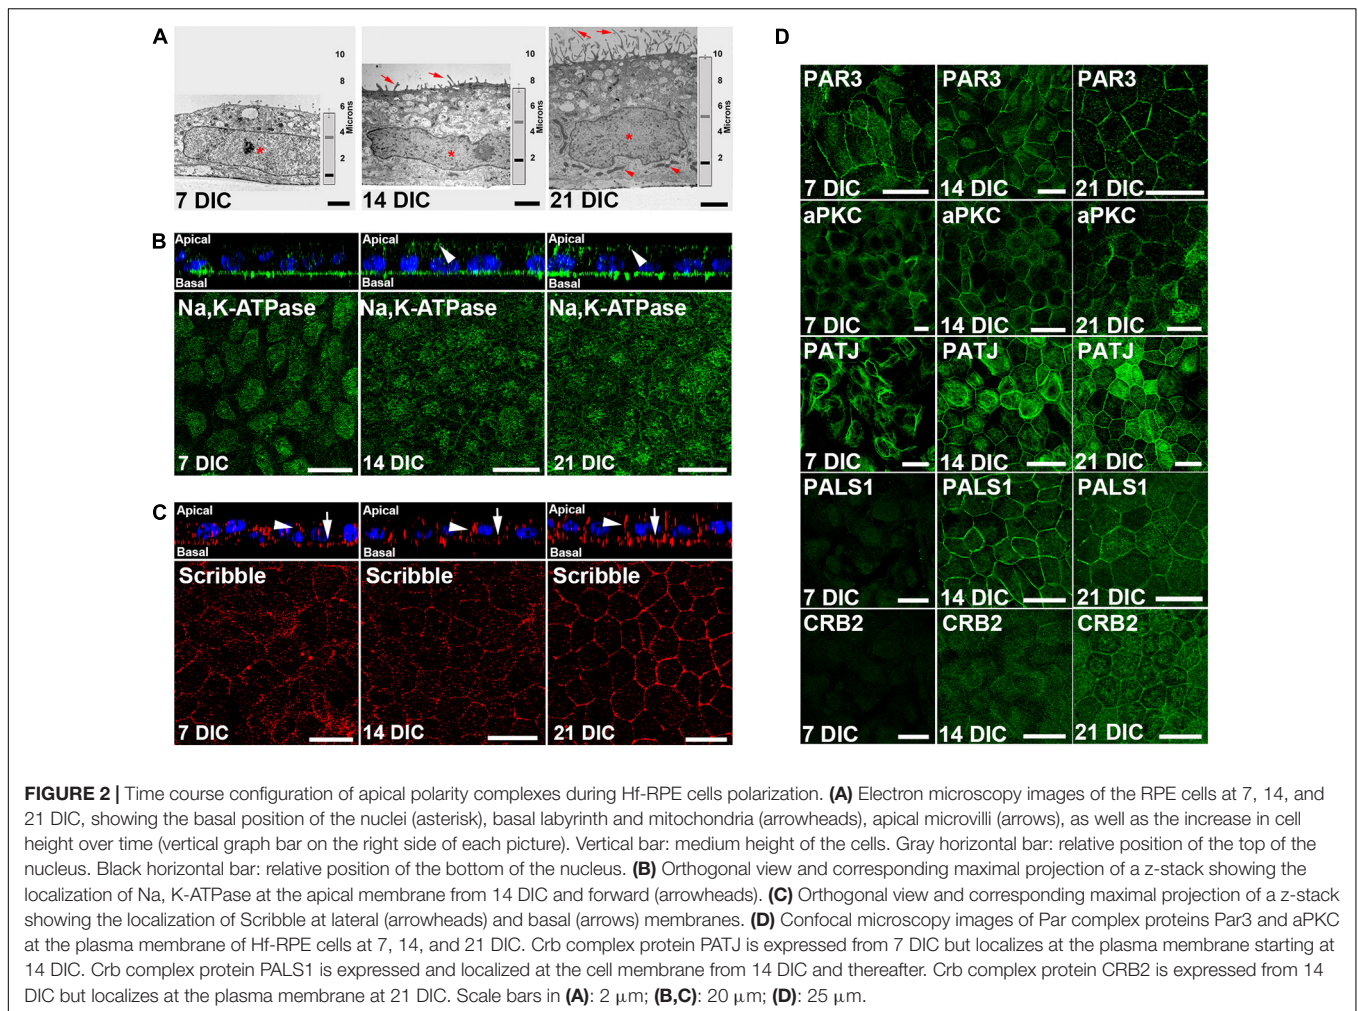 A
10
8
6
4
2
Microns
7 DIC
10
8
6
4
2
Microns
14 DIC
10
8
6
4
2
Microns
21 DIC
B
Apical
Basal
Apical
Basal
Apical
Basal
Na,K-ATPase
Na,K-ATPase
Na,K-ATPase
7 DIC
14 DIC
21 DIC
C
Apical
Basal
Apical
Basal
Apical
Basal
Scribble
Scribble
Scribble
7 DIC
14 DIC
21 DIC
D
PAR3
PAR3
PAR3
7 DIC
14 DIC
21 DIC
aPKC
aPKC
aPKC
7 DIC
14 DIC
21 DIC
PATJ
PATJ
PATJ
7 DIC
14 DIC
21 DIC
PALS1
PALS1
PALS1
7 DIC
14 DIC
21 DIC
CRB2
CRB2
CRB2
7 DIC
14 DIC
21 DIC
FIGURE 2 | Time course configuration of apical polarity complexes during Hf-RPE cells polarization. (A) Electron microscopy images of the RPE cells at 7, 14, and
21 DIC, showing the basal position of the nuclei (asterisk), basal labyrinth and mitochondria (arrowheads), apical microvilli (arrows), as well as the increase in cell
height over time (vertical graph bar on the right side of each picture). Vertical bar: medium height of the cells. Gray horizontal bar: relative position of the top of the
nucleus. Black horizontal bar: relative position of the bottom of the nucleus. (B) Orthogonal view and corresponding maximal projection of a z-stack showing the
localization of Na, K-ATPase at the apical membrane from 14 DIC and forward (arrowheads). (C) Orthogonal view and corresponding maximal projection of a z-stack
showing the localization of Scribble at lateral (arrowheads) and basal (arrows) membranes. (D) Confocal microscopy images of Par complex proteins Par3 and aPKC
at the plasma membrane of Hf-RPE cells at 7, 14, and 21 DIC. Crb complex protein PATJ is expressed from 7 DIC but localizes at the plasma membrane starting at
14 DIC. Crb complex protein PALS1 is expressed and localized at the cell membrane from 14 DIC and thereafter. Crb complex protein CRB2 is expressed from 14
DIC but localizes at the plasma membrane at 21 DIC. Scale bars in (A): 2 μm; (B,C): 20 μm; (D): 25 μm.